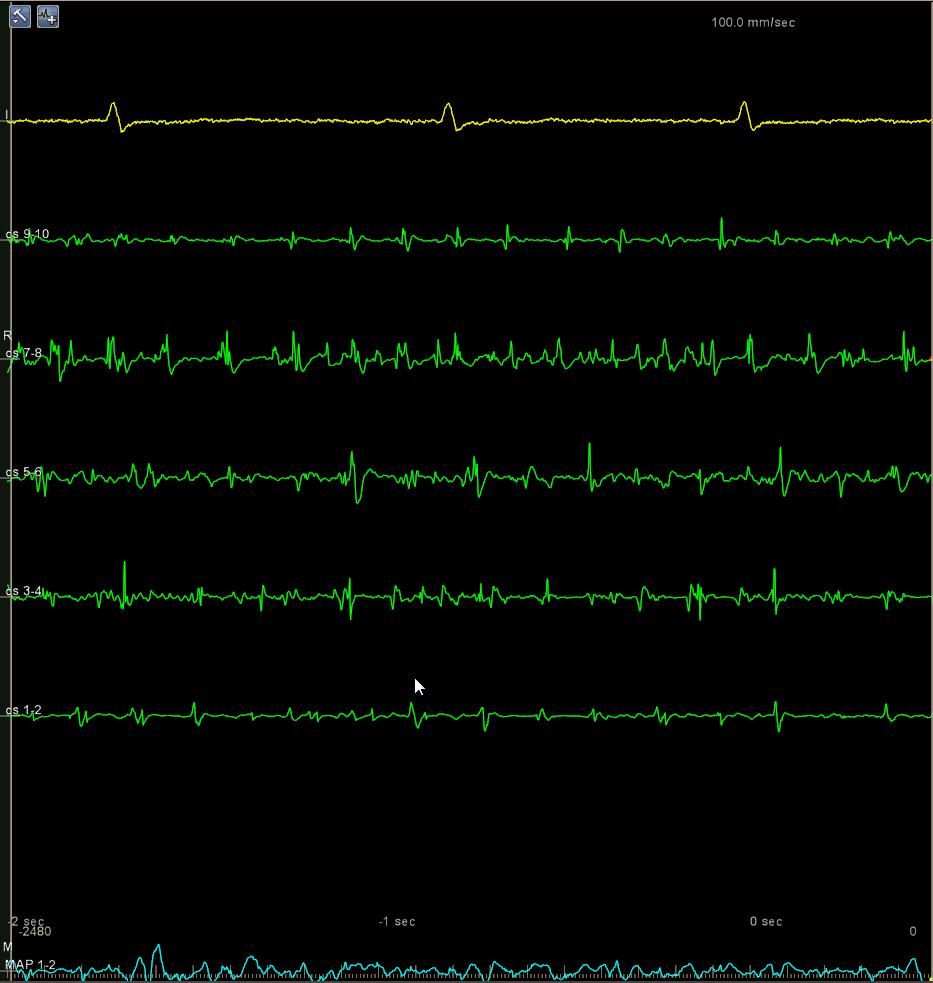 100.0 mm/sec
I
cs 9-10
R
cs 7-8
cs 5-6
cs 3-4
cs 1-2
-2 sec
-1 sec
0 sec
-2480
0
M
MAP 1-2